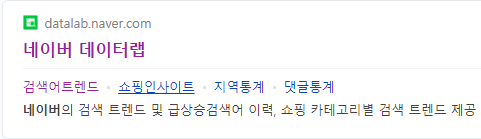 datalab.naver.com
네이버 데이터랩
검색어트렌드 · 쇼핑인사이트 · 지역통계 · 댓글통계
네이버의 검색 트렌드 및 급상승검색어 이력, 쇼핑 카테고리별 검색 트렌드 제공